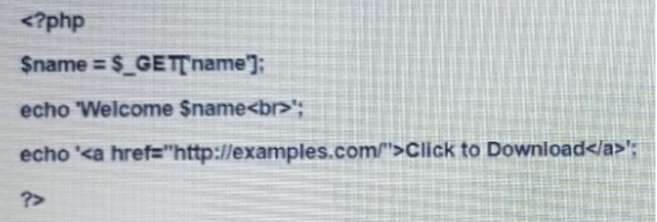 <?php
$name = $_GET['name'];
echo 'Welcome $name<br>';
echo '<a href="http://examples.com/">Click to Download</a>';
?>